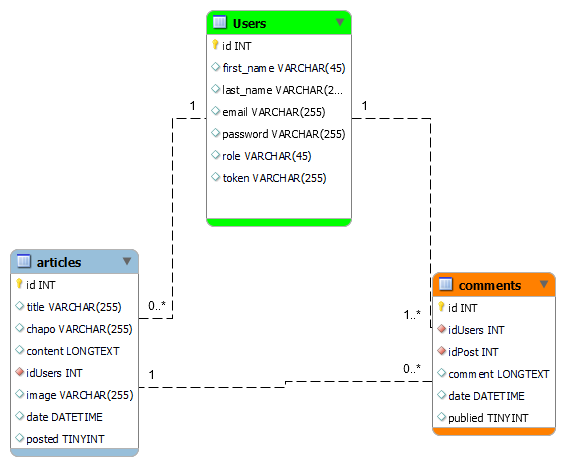 Users
id INT
first_name VARCHAR(45)
last_name VARCHAR(2...
email VARCHAR(255)
password VARCHAR(255)
role VARCHAR(45)
token VARCHAR(255)
1
1
articles
id INT
title VARCHAR(255)
chapo VARCHAR(255)
content LONGTEXT
idUsers INT
image VARCHAR(255)
date DATETIME
posted TINYINT
0..*
1
1..*
0..*
comments
id INT
idUsers INT
idPost INT
comment LONGTEXT
date DATETIME
publied TINYINT